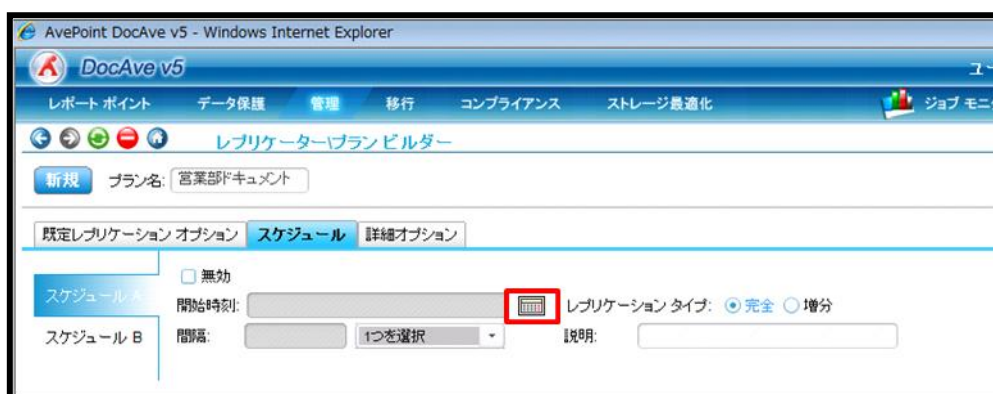 AvePoint DocAve v5 - Windows Internet Explorer
DocAve v5
レポート ポイント データ保護 管理 移行 コンプライアンス ストレージ最適化 ジョブ モニ
レプリケーター\プラン ビルダー
新規 プラン名: 営業部ドキュメント
既定レプリケーション オプション スケジュール 詳細オプション
スケジュール A 無効
開始時刻: レプリケーション タイプ: 完全 増分
スケジュール B 間隔: 1つを選択 説明: